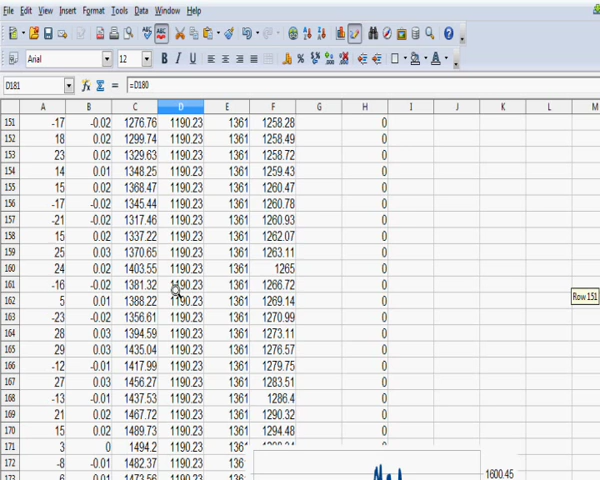 File Edit View Insert Format Tools Data Window Help
Arial 12 B I U
D181 =D180
A B C D E F G H I J K L M
151 -17 -0.02 1276.76 1190.23 1361 1258.28 0
152 18 0.02 1299.74 1190.23 1361 1258.49 0
153 23 0.02 1329.63 1190.23 1361 1258.72 0
154 14 0.01 1348.25 1190.23 1361 1259.43 0
155 15 0.02 1368.47 1190.23 1361 1260.47 0
156 -17 -0.02 1345.44 1190.23 1361 1260.78 0
157 -21 -0.02 1317.46 1190.23 1361 1260.93 0
158 15 0.02 1337.22 1190.23 1361 1262.07 0
159 25 0.03 1370.65 1190.23 1361 1263.11 0
160 24 0.02 1403.55 1190.23 1361 1265 0
161 -16 -0.02 1381.32 1190.23 1361 1266.72 0
Row 151
162 5 0.01 1388.22 1190.23 1361 1269.14 0
163 -23 -0.02 1356.61 1190.23 1361 1270.99 0
164 28 0.03 1394.59 1190.23 1361 1273.11 0
165 29 0.03 1435.04 1190.23 1361 1276.57 0
166 -12 -0.01 1417.99 1190.23 1361 1279.75 0
167 27 0.03 1456.27 1190.23 1361 1283.51 0
168 -13 -0.01 1437.53 1190.23 1361 1286.4 0
169 21 0.02 1467.72 1190.23 1361 1290.32 0
170 15 0.02 1489.73 1190.23 1361 1294.48 0
171 3 0 1494.2 1190.23 0
172 -8 -0.01 1482.37 1190.23
1600.45
173 -0.01 1190.23